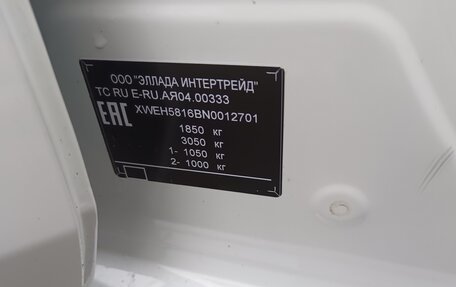 ООО "ЭЛЛАДА ИНТЕРТРЕЙД"
ТС RU E-RU.АЯ04.00333
EAC
XWEH5816BN0012701
1850 кг
3050 кг
1- 1050 кг
2- 1000 кг